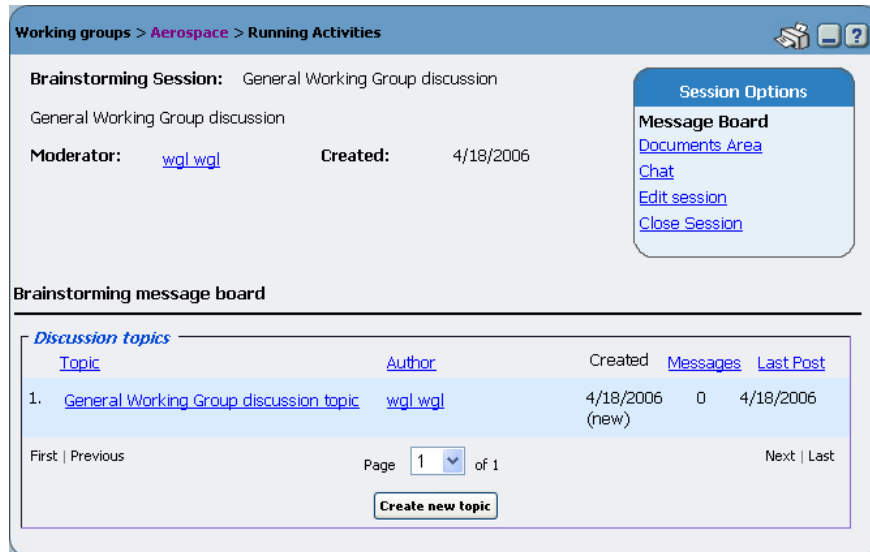 Working groups > Aerospace > Running Activities
?
Brainstorming Session: General Working Group discussion
General Working Group discussion
Moderator: wgl wgl Created: 4/18/2006
Session Options
Message Board
Documents Area
Chat
Edit session
Close Session
Brainstorming message board
Discussion topics
Topic Author Created Messages Last Post
1. General Working Group discussion topic wgl wgl 4/18/2006 0 4/18/2006
(new)
First | Previous Page 1 of 1 Next | Last
Create new topic